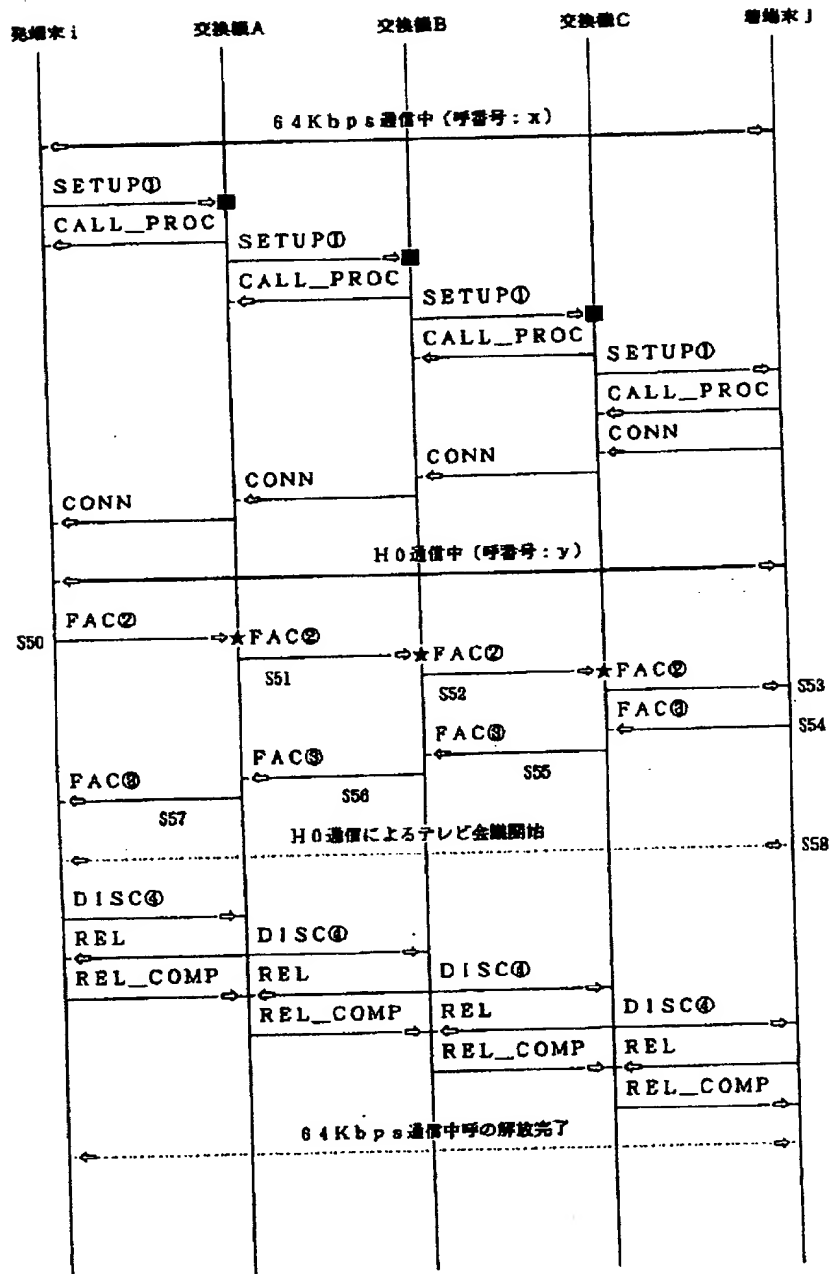 発端末i 交換機A 交換機B 交換機C 着端末j
64Kbps通信中(呼番号:x)
SETUP①
CALL_PROC
SETUP①
CALL_PROC
SETUP①
CALL_PROC
SETUP①
CALL_PROC
CONN
CONN
CONN
CONN
H0通信中(呼番号:y)
S50 FAC② ★FAC②
S51 ★FAC②
S52 ★FAC② S53
FAC③ S54
FAC③
S55
FAC③
S56
FAC③
S57
H0通信によるテレビ会議開始 S58
DISC④
REL DISC④
REL_COMP REL DISC④
REL_COMP REL DISC④
REL_COMP REL
REL_COMP
64Kbps通信中呼の解放完了